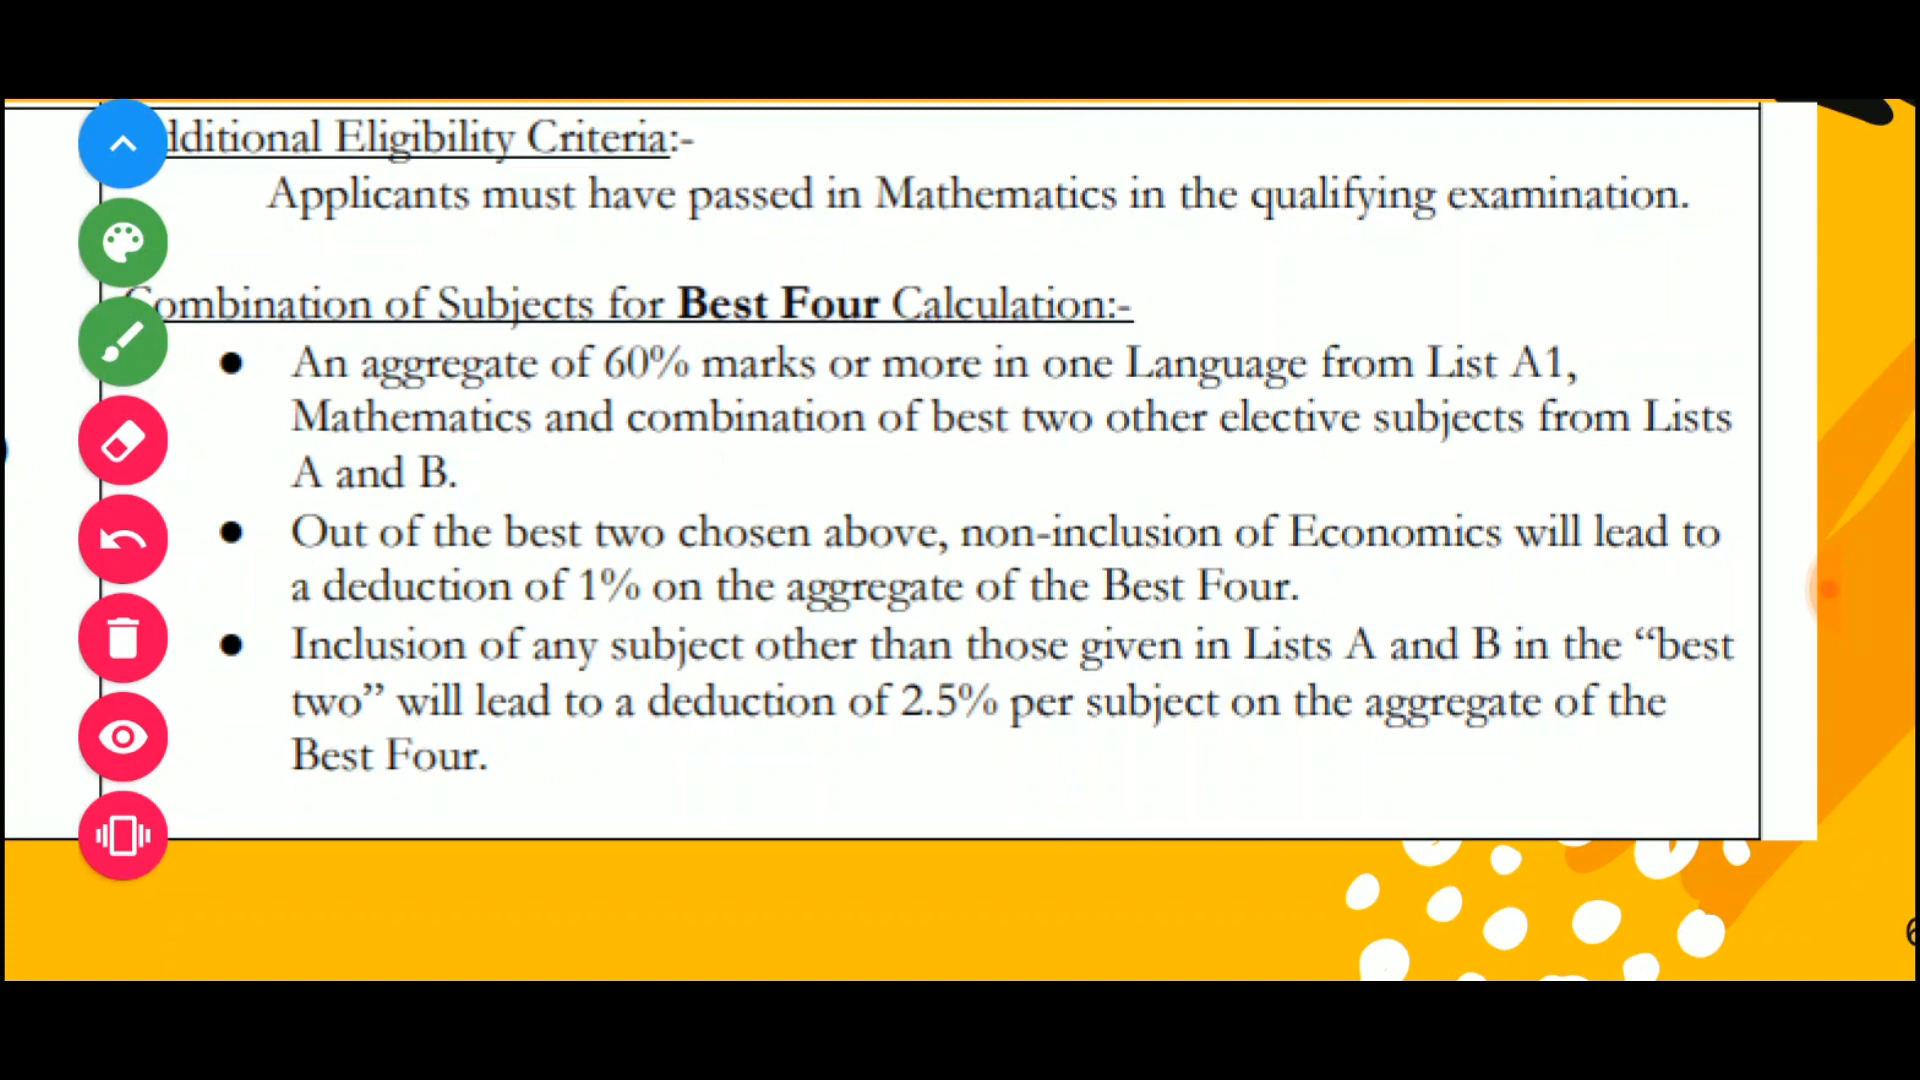 dditional Eligibility Criteria:-
Applicants must have passed in Mathematics in the qualifying examination.
Combination of Subjects for Best Four Calculation:-
● An aggregate of 60% marks or more in one Language from List A1,
Mathematics and combination of best two other elective subjects from Lists
A and B.
● Out of the best two chosen above, non-inclusion of Economics will lead to
a deduction of 1% on the aggregate of the Best Four.
● Inclusion of any subject other than those given in Lists A and B in the “best
two” will lead to a deduction of 2.5% per subject on the aggregate of the
Best Four.